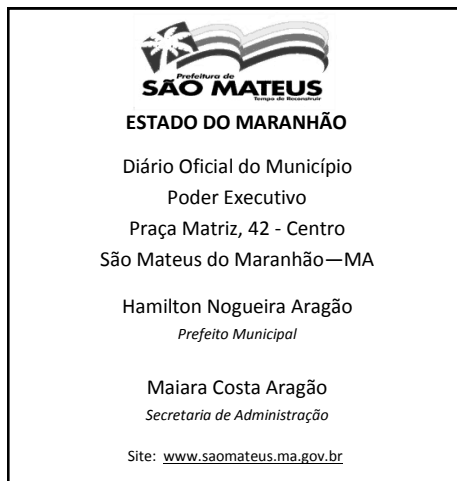 Prefeitura de
SÃO MATEUS
Tempo de Reconstruir
ESTADO DO MARANHÃO
Diário Oficial do Município
Poder Executivo
Praça Matriz, 42 - Centro
São Mateus do Maranhão—MA
Hamilton Nogueira Aragão
Prefeito Municipal
Maiara Costa Aragão
Secretaria de Administração
Site: www.saomateus.ma.gov.br